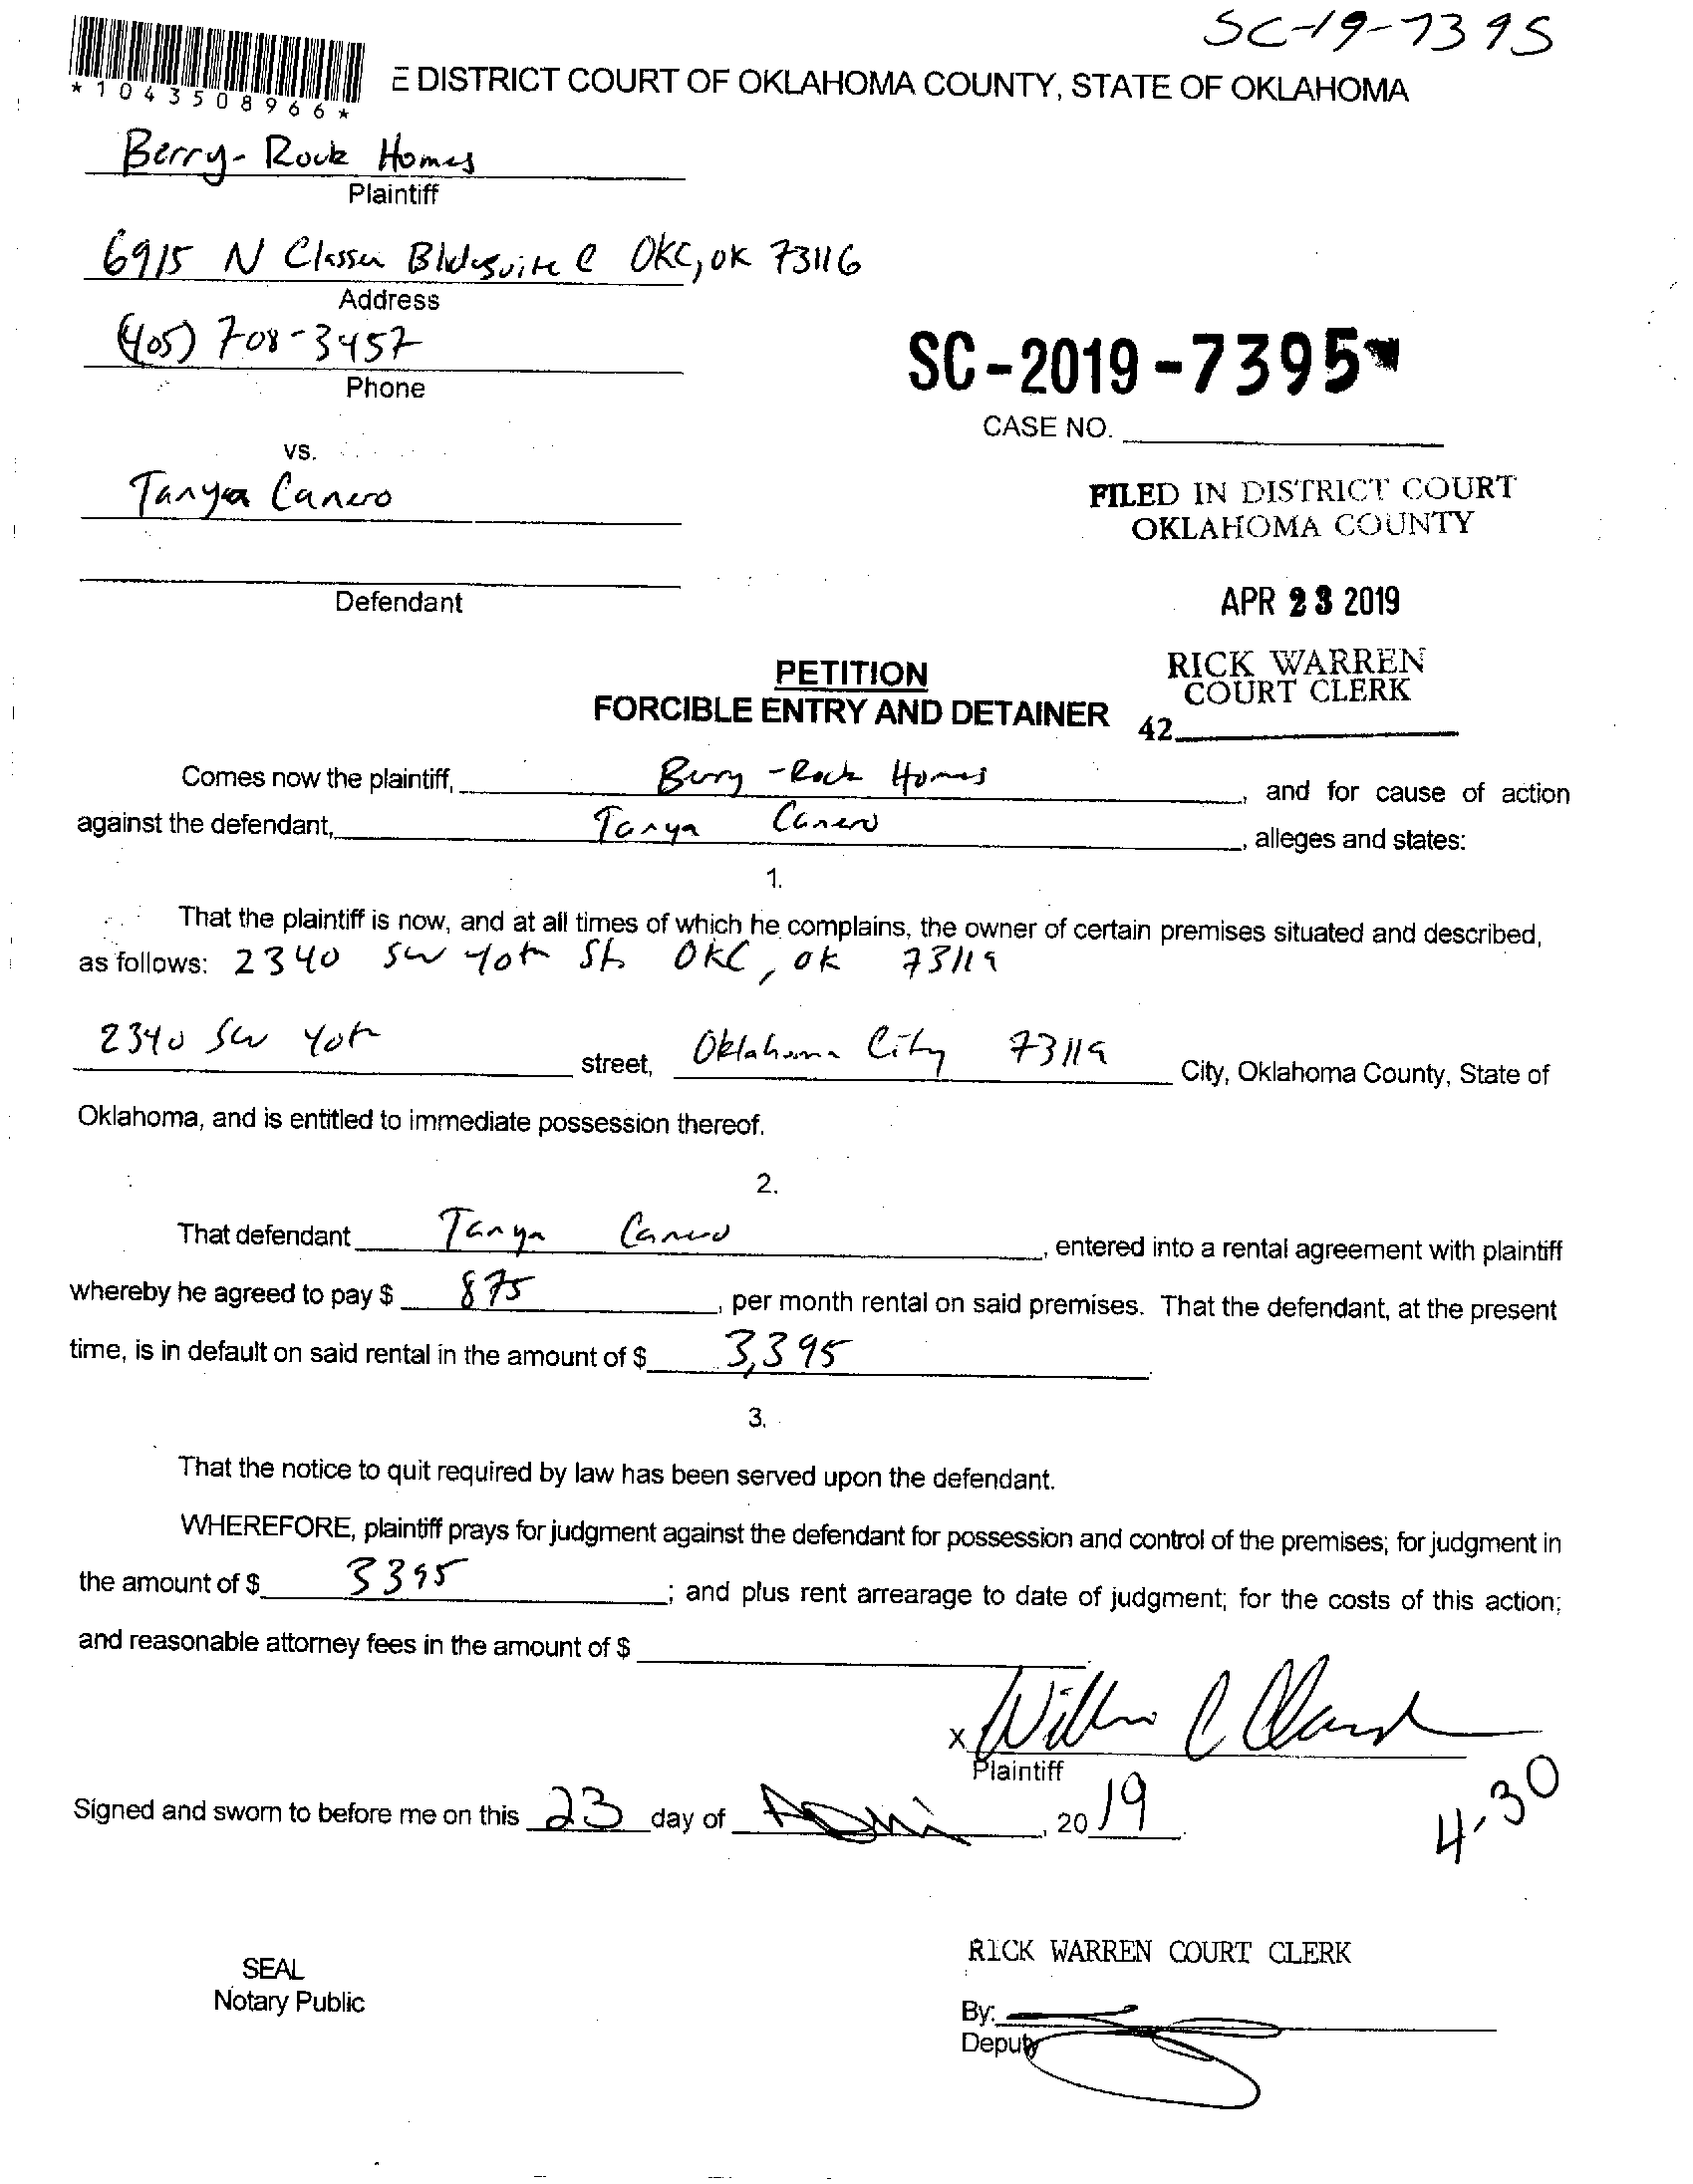 SC-19-7395
*1043508966*
E DISTRICT COURT OF OKLAHOMA COUNTY, STATE OF OKLAHOMA
Berry-Rock Homes
Plaintiff
6915 N Classen Bldg suite C OKC, OK 73116
Address
(405) 708-3457
Phone
SC-2019-7395
CASE NO.
vs.
Tanya Canero
FILED IN DISTRICT COURT
OKLAHOMA COUNTY
Defendant
APR 23 2019
PETITION
RICK WARREN
COURT CLERK
FORCIBLE ENTRY AND DETAINER
42
Comes now the plaintiff, Berry-Rock Homes, and for cause of action
against the defendant, Tanya Canero, alleges and states:
1.
That the plaintiff is now, and at all times of which he complains, the owner of certain premises situated and described,
as follows: 2340 SW 40th St OKC, OK 73119
2340 SW 40th street, Oklahoma City 73119 City, Oklahoma County, State of
Oklahoma, and is entitled to immediate possession thereof.
2.
That defendant Tanya Canero, entered into a rental agreement with plaintiff
whereby he agreed to pay $ 875, per month rental on said premises. That the defendant, at the present
time, is in default on said rental in the amount of $ 3,395
3.
That the notice to quit required by law has been served upon the defendant.
WHEREFORE, plaintiff prays for judgment against the defendant for possession and control of the premises; for judgment in
the amount of $ 3395; and plus rent arrearage to date of judgment; for the costs of this action;
and reasonable attorney fees in the amount of $
X
Plaintiff
Signed and sworn to before me on this 23 day of April, 2019
4.30
RICK WARREN COURT CLERK
SEAL
Notary Public
By:
Deputy